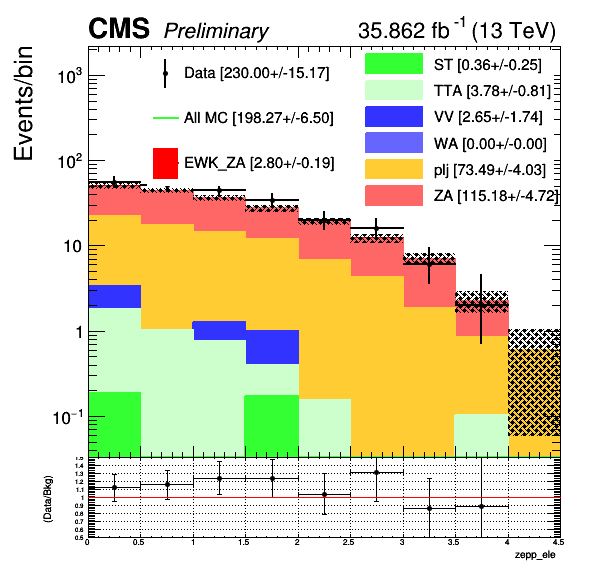 CMS Preliminary 35.862 fb⁻¹ (13 TeV)
Events/bin
10³
10²
10
1
10⁻¹
Data [230.00+/-15.17]
All MC [198.27+/-6.50]
EWK_ZA [2.80+/-0.19]
ST [0.36+/-0.25]
TTA [3.78+/-0.81]
VV [2.65+/-1.74]
WA [0.00+/-0.00]
plj [73.49+/-4.03]
ZA [115.18+/-4.72]
(Data/Bkg)
1.5
1.4
1.3
1.2
1.1
1.0
0.9
0.8
0.7
0.6
0.5
0 0.5 1 1.5 2 2.5 3 3.5 4 4.5
zepp_ele